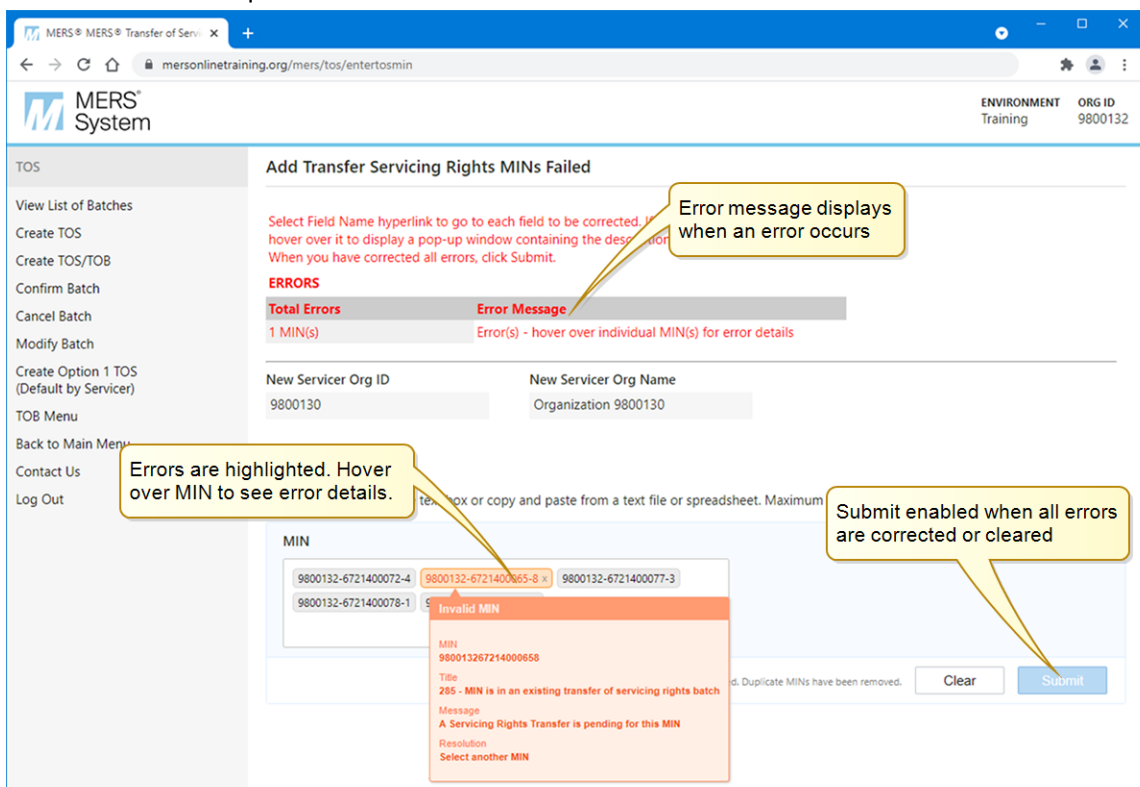 MERS® MERS® Transfer of Servi
mersonlinetraining.org/mers/tos/entertosmin
MERS®
System
ENVIRONMENT ORG ID
Training 9800132
TOS
View List of Batches
Create TOS
Create TOS/TOB
Confirm Batch
Cancel Batch
Modify Batch
Create Option 1 TOS
(Default by Servicer)
TOB Menu
Back to Main Menu
Contact Us
Log Out
Add Transfer Servicing Rights MINs Failed
Select Field Name hyperlink to go to each field to be corrected.
hover over it to display a pop-up window containing the
When you have corrected all errors, click Submit.
Error message displays
when an error occurs
ERRORS
Total Errors Error Message
1 MIN(s) Error(s) - hover over individual MIN(s) for error details
New Servicer Org ID New Servicer Org Name
9800130 Organization 9800130
Errors are highlighted. Hover
over MIN to see error details.
box or copy and paste from a text file or spreadsheet. Maximum
Submit enabled when all errors
are corrected or cleared
MIN
9800132-6721400072-4 9800132-6721400065-8 × 9800132-6721400077-3
9800132-6721400078-1
Invalid MIN
MIN
980013267214000658
Title
285 - MIN is in an existing transfer of servicing rights batch
Message
A Servicing Rights Transfer is pending for this MIN
Resolution
Select another MIN
Duplicate MINs have been removed.
Clear Submit